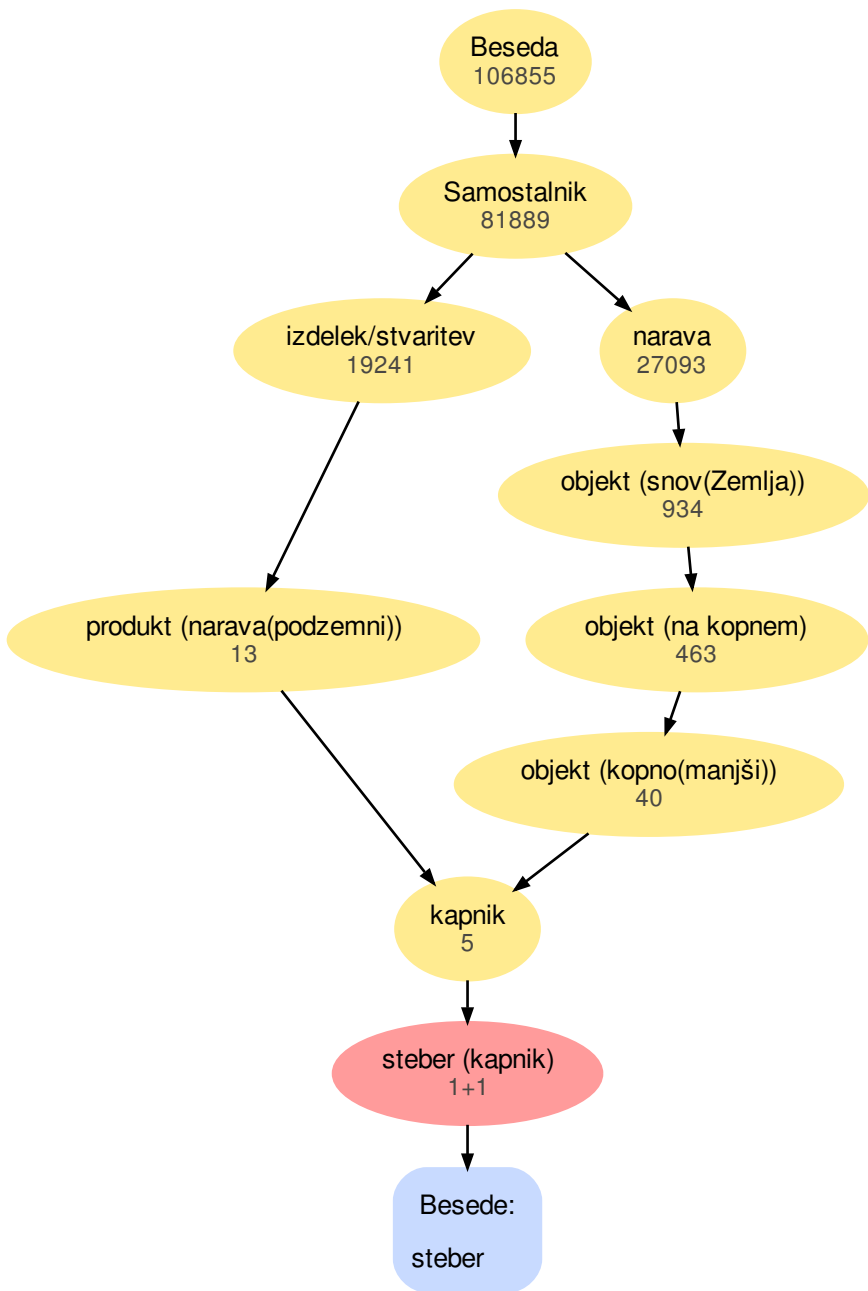 Beseda
106855
Samostalnik
81889
izdelek/stvaritev
19241
narava
27093
objekt (snov(Zemlja))
934
produkt (narava(podzemni))
13
objekt (na kopnem)
463
objekt (kopno(manjši))
40
kapnik
5
steber (kapnik)
1+1
Besede:
steber